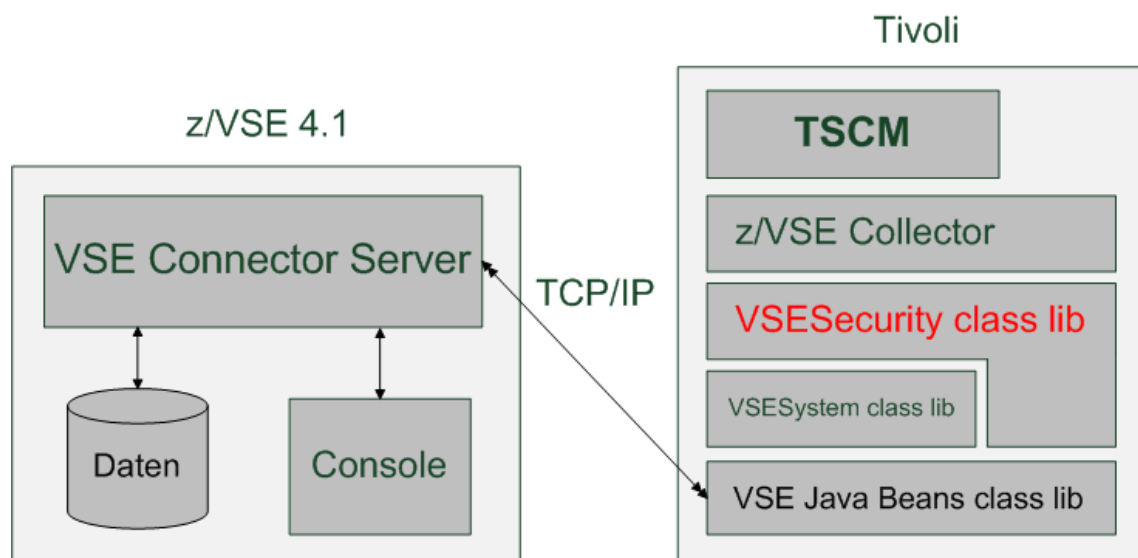 z/VSE 4.1
VSE Connector Server
Daten
Console
TCP/IP
Tivoli
TSCM
z/VSE Collector
VSESecurity class lib
VSESystem class lib
VSE Java Beans class lib